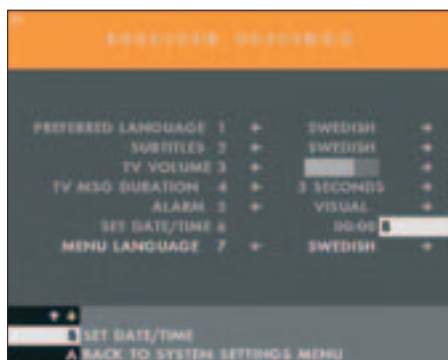 PREFERRED LANGUAGE 1 SWEDISH
SUBTITLES 2 SWEDISH
TV VOLUME 3
TV MSG DURATION 4 3 SECONDS
ALARM 5 VISUAL
SET DATE/TIME 6 00:00
MENU LANGUAGE 7 SWEDISH
SET DATE/TIME
A BACK TO SYSTEM SETTINGS MENU